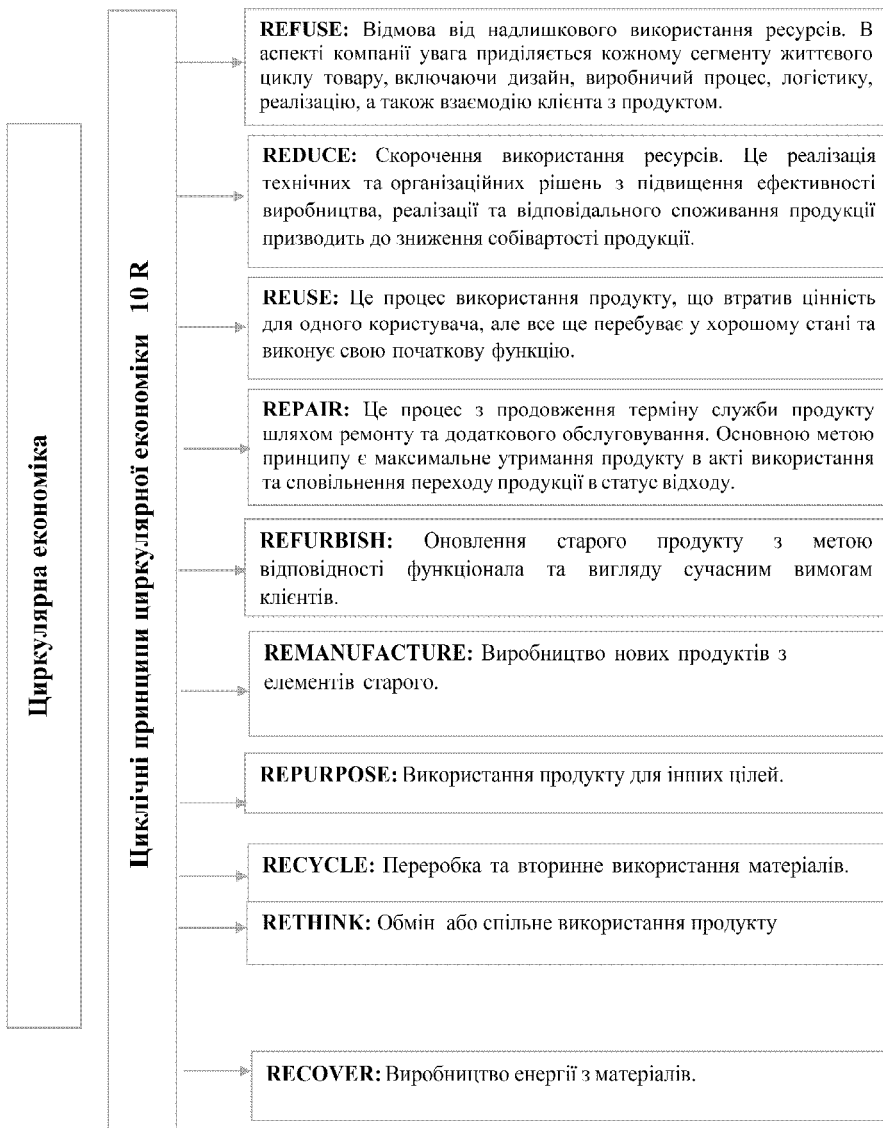 Циркулярна економіка
Циклічні принципи циркулярної економіки 10 R
REFUSE: Відмова від надлишкового використання ресурсів. В
аспекті компанії увага приділяється кожному сегменту життєвого
циклу товару, включаючи дизайн, виробничий процес, логістику,
реалізацію, а також взаємодію клієнта з продуктом.
REDUCE: Скорочення використання ресурсів. Це реалізація
технічних та організаційних рішень з підвищення ефективності
виробництва, реалізації та відповідального споживання продукції
призводить до зниження собівартості продукції.
REUSE: Це процес використання продукту, що втратив цінність
для одного користувача, але все ще перебуває у хорошому стані та
виконує свою початкову функцію.
REPAIR: Це процес з продовження терміну служби продукту
шляхом ремонту та додаткового обслуговування. Основною метою
принципу є максимальне утримання продукту в акті використання
та сповільнення переходу продукції в статус відходу.
REFURBISH: Оновлення старого продукту з метою
відповідності функціонала та вигляду сучасним вимогам
клієнтів.
REMANUFACTURE: Виробництво нових продуктів з
елементів старого.
REPURPOSE: Використання продукту для інших цілей.
RECYCLE: Переробка та вторинне використання матеріалів.
RETHINK: Обмін або спільне використання продукту
RECOVER: Виробництво енергії з матеріалів.